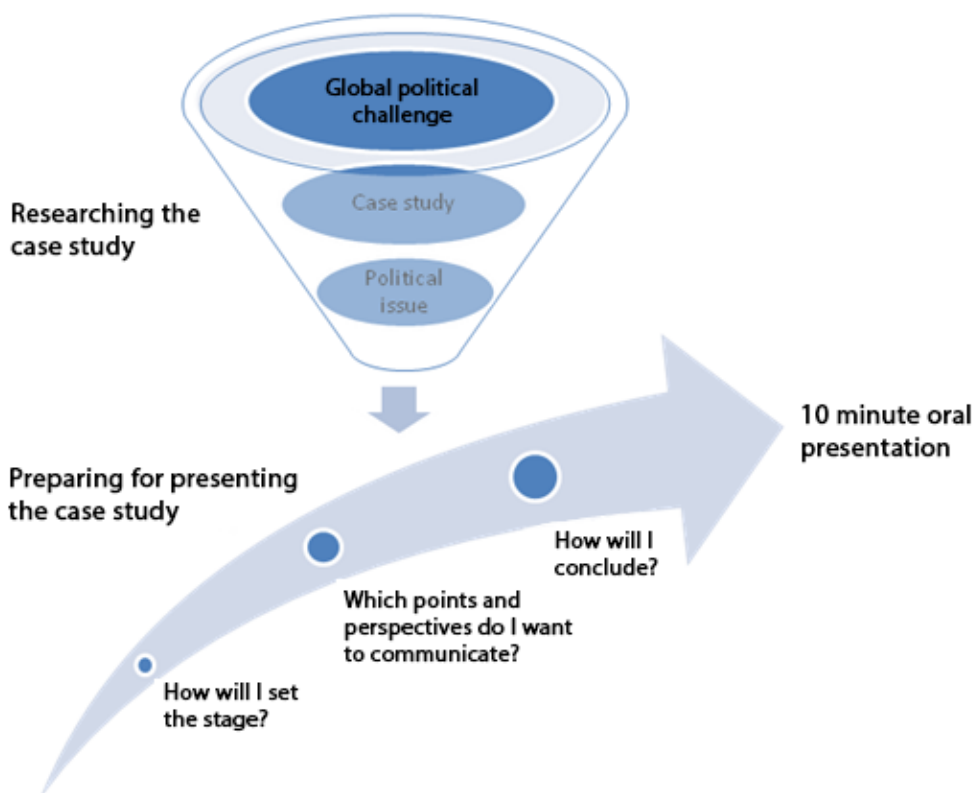 Global political
challenge
Case study
Political
issue
Researching the
case study
10 minute oral
presentation
Preparing for presenting
the case study
How will I
conclude?
Which points and
perspectives do I want
to communicate?
How will I set
the stage?